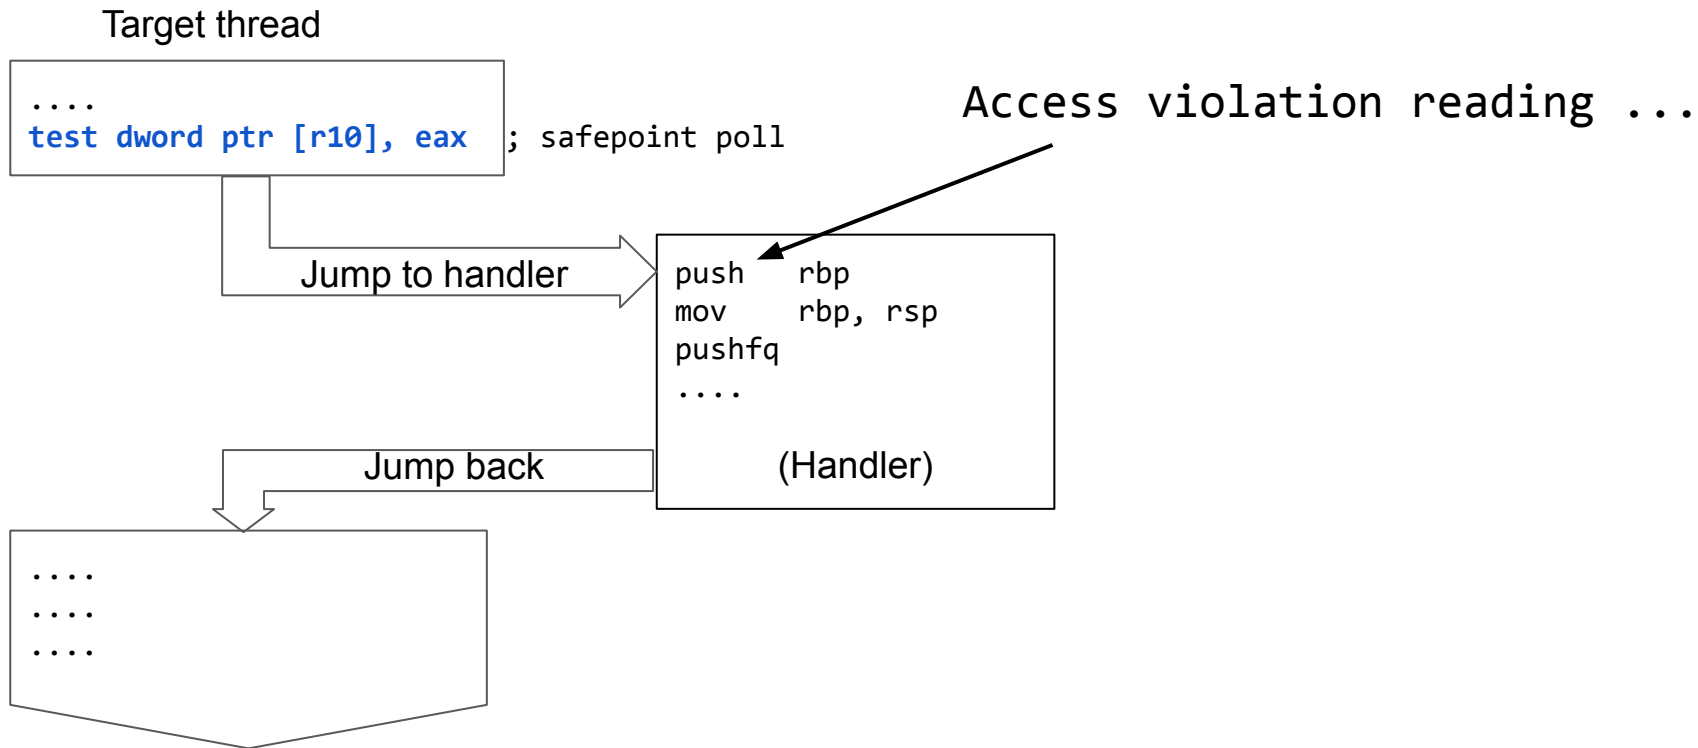 Target thread
....
test dword ptr [r10], eax ; safepoint poll
Access violation reading ...
Jump to handler
push rbp
mov rbp, rsp
pushfq
....
(Handler)
Jump back
....
....
....